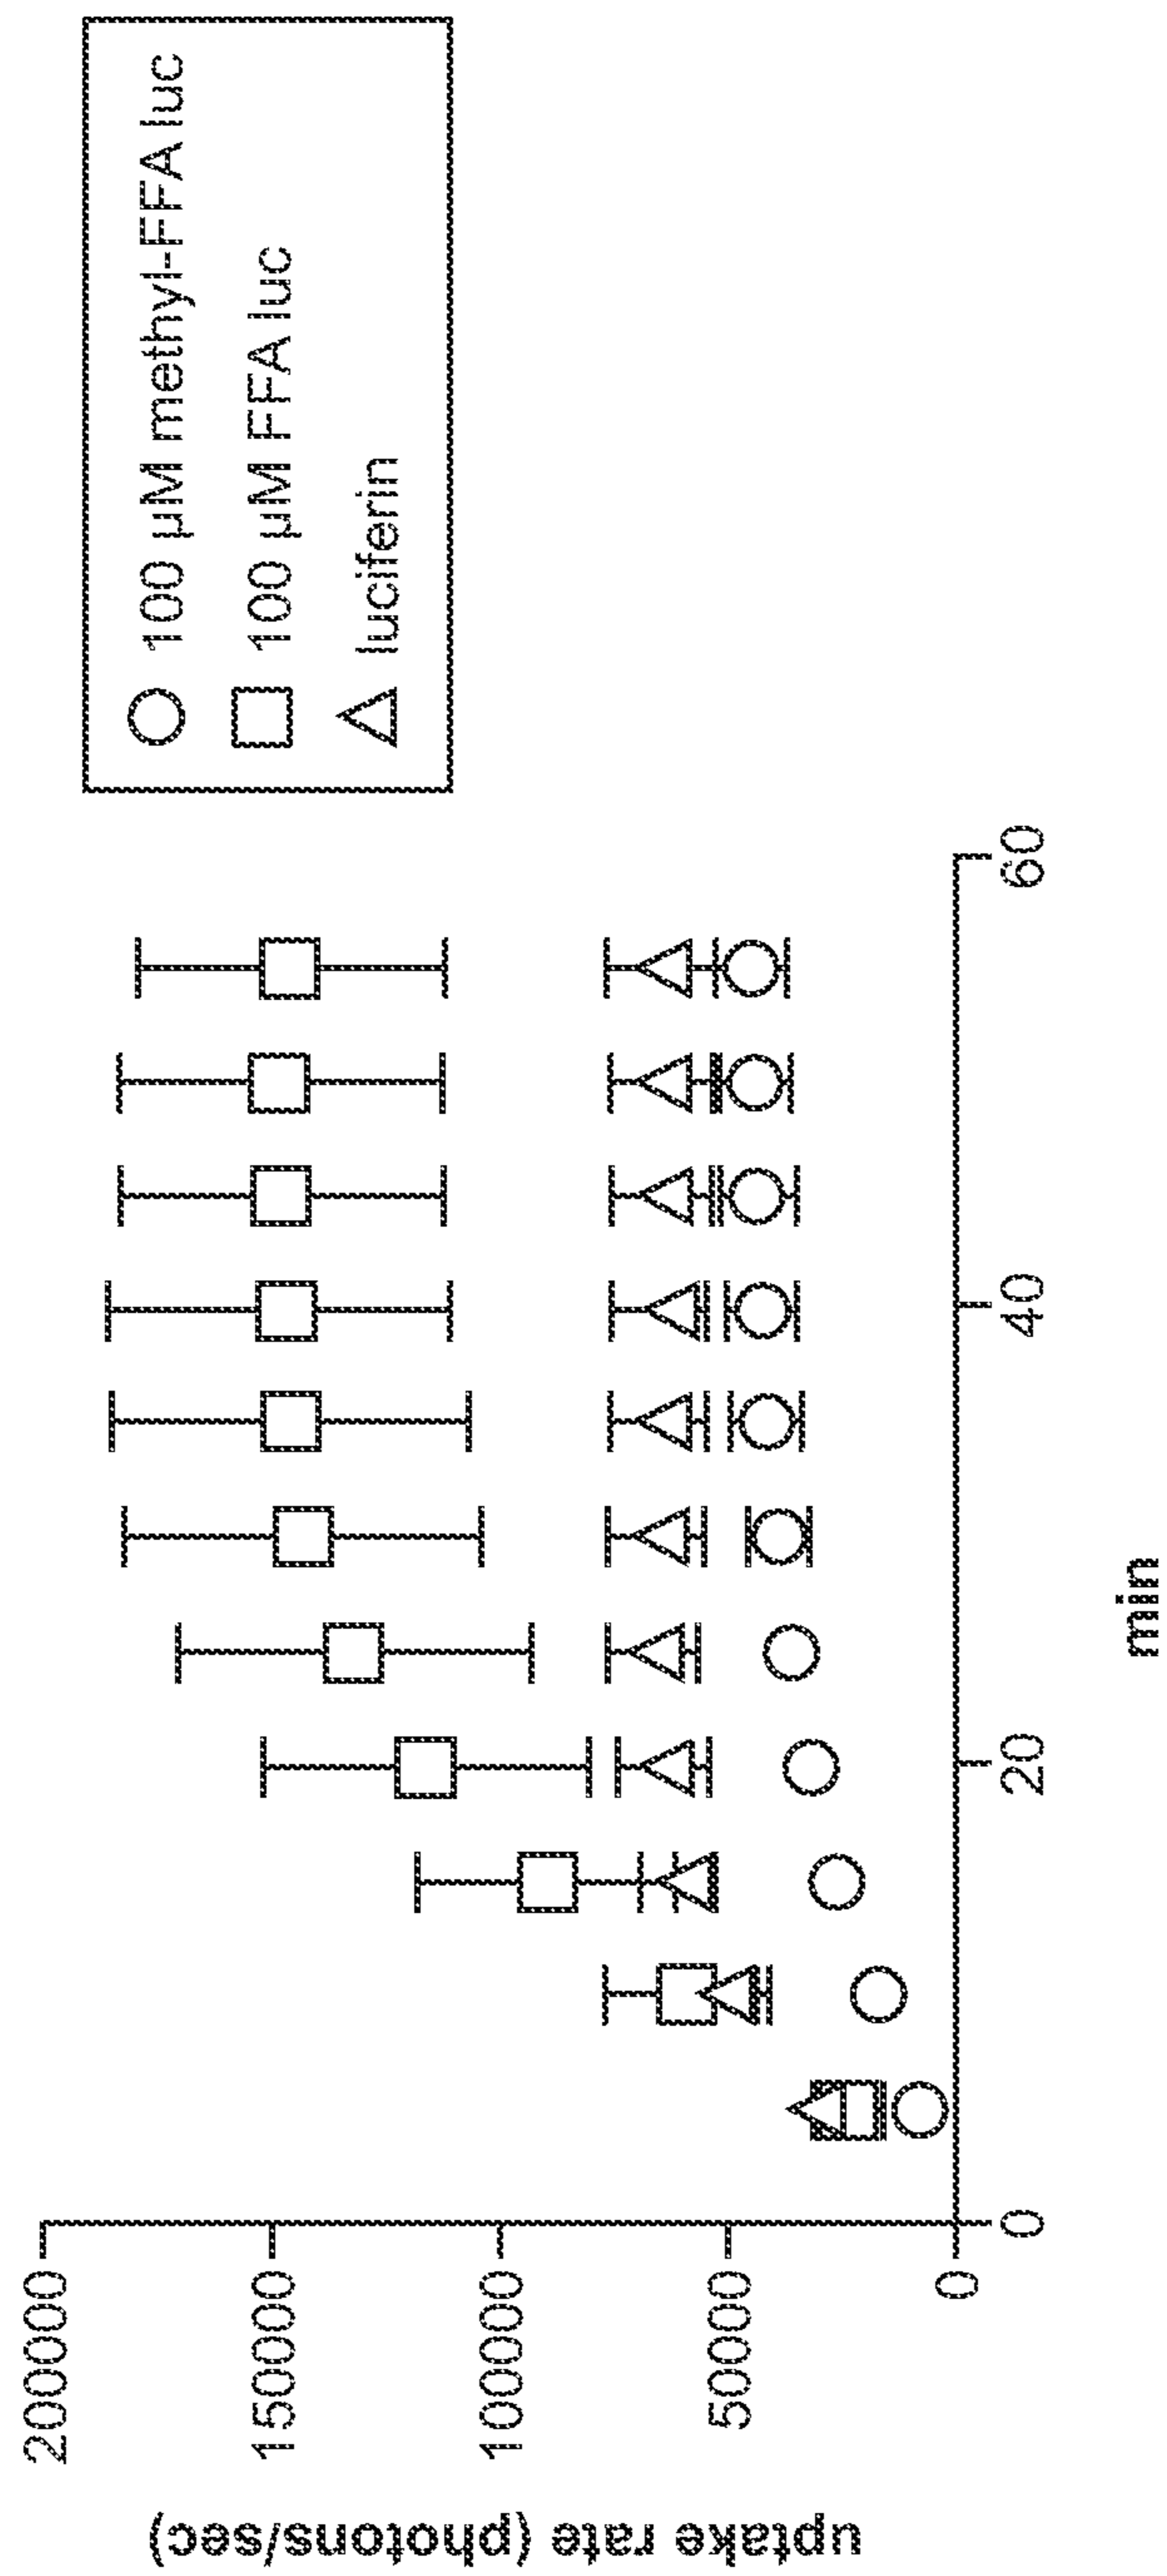 uptake rate (photons/sec)
200000
150000
100000
50000
0
0
20
40
60
min
100 µM methyl-FFA luc
100 µM FFA luc
luciferin